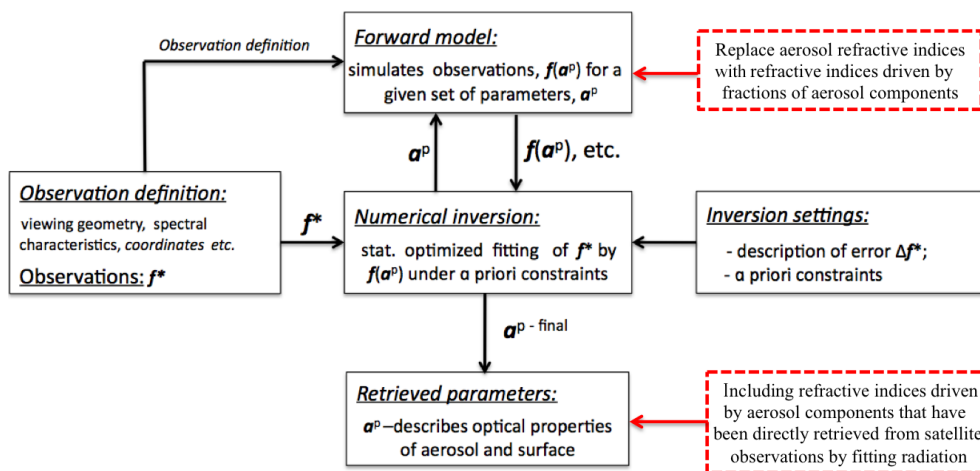 Observation definition
Forward model:
simulates observations, f(aᵖ) for a
given set of parameters, aᵖ
Replace aerosol refractive indices
with refractive indices driven by
fractions of aerosol components
aᵖ
f(aᵖ), etc.
Observation definition:
viewing geometry, spectral
characteristics, coordinates etc.
Observations: f*
f*
Numerical inversion:
stat. optimized fitting of f* by
f(aᵖ) under a priori constraints
Inversion settings:
- description of error Δf*;
- a priori constraints
aᵖ ⁻ ᶠⁱⁿᵃˡ
Retrieved parameters:
aᵖ–describes optical properties
of aerosol and surface
Including refractive indices driven
by aerosol components that have
been directly retrieved from satellite
observations by fitting radiation